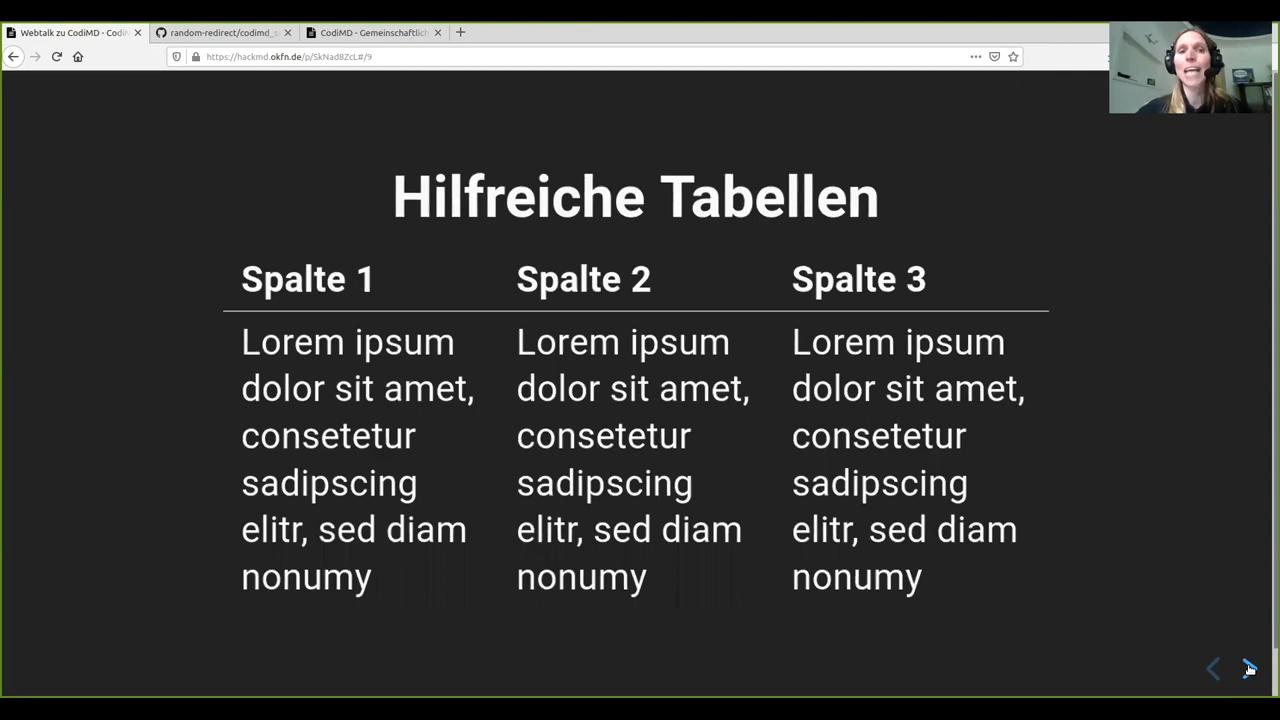 Webtalk zu CodiMD - CodiM
random-redirect/codimd_s
CodiMD - Gemeinschaftlich
https://hackmd.okfn.de/p/SkNad8ZcL#/9
Hilfreiche Tabellen
Spalte 1 Spalte 2 Spalte 3
Lorem ipsum Lorem ipsum Lorem ipsum
dolor sit amet, dolor sit amet, dolor sit amet,
consetetur consetetur consetetur
sadipscing sadipscing sadipscing
elitr, sed diam elitr, sed diam elitr, sed diam
nonumy nonumy nonumy